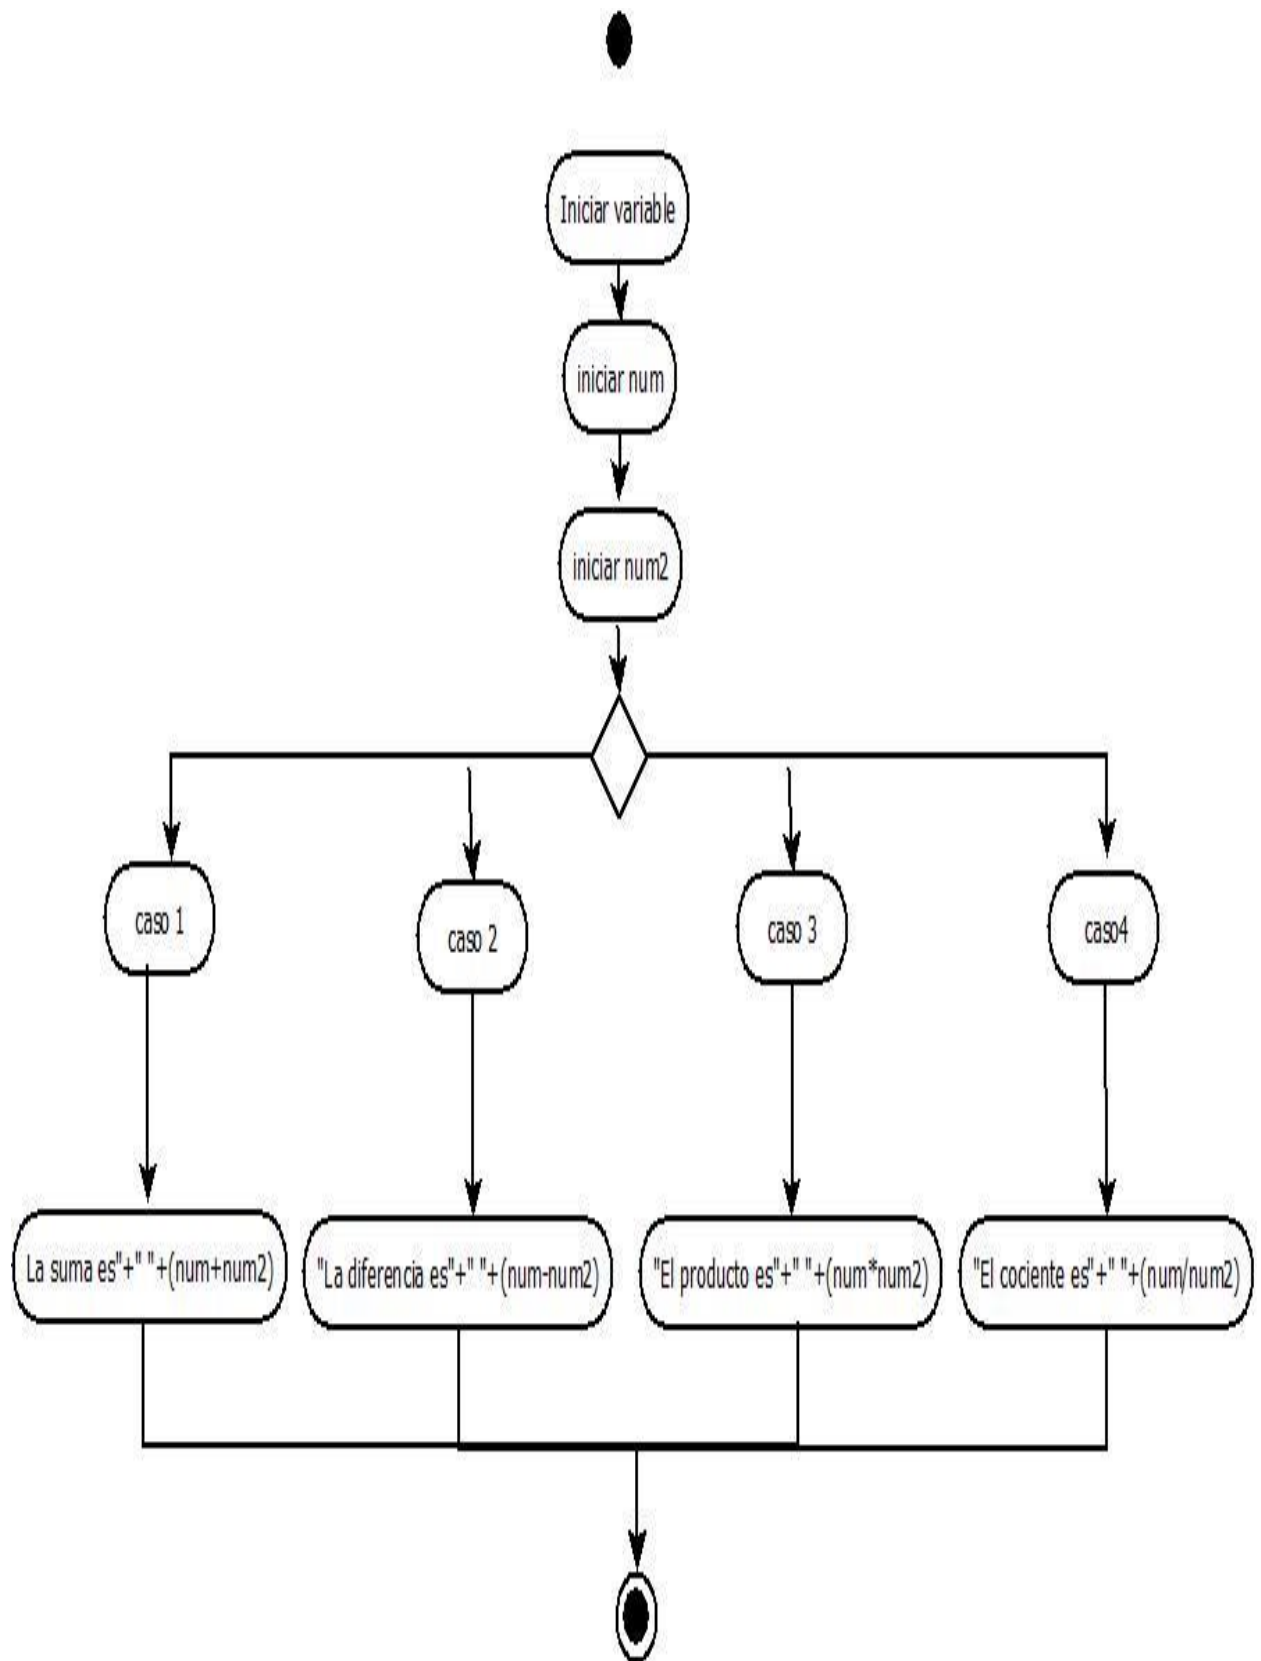 Iniciar variable
iniciar num
iniciar num2
caso 1
caso 2
caso 3
caso4
La suma es"+" "+(num+num2)
"La diferencia es"+" "+(num-num2)
"El producto es"+" "+(num*num2)
"El cociente es"+" "+(num/num2)